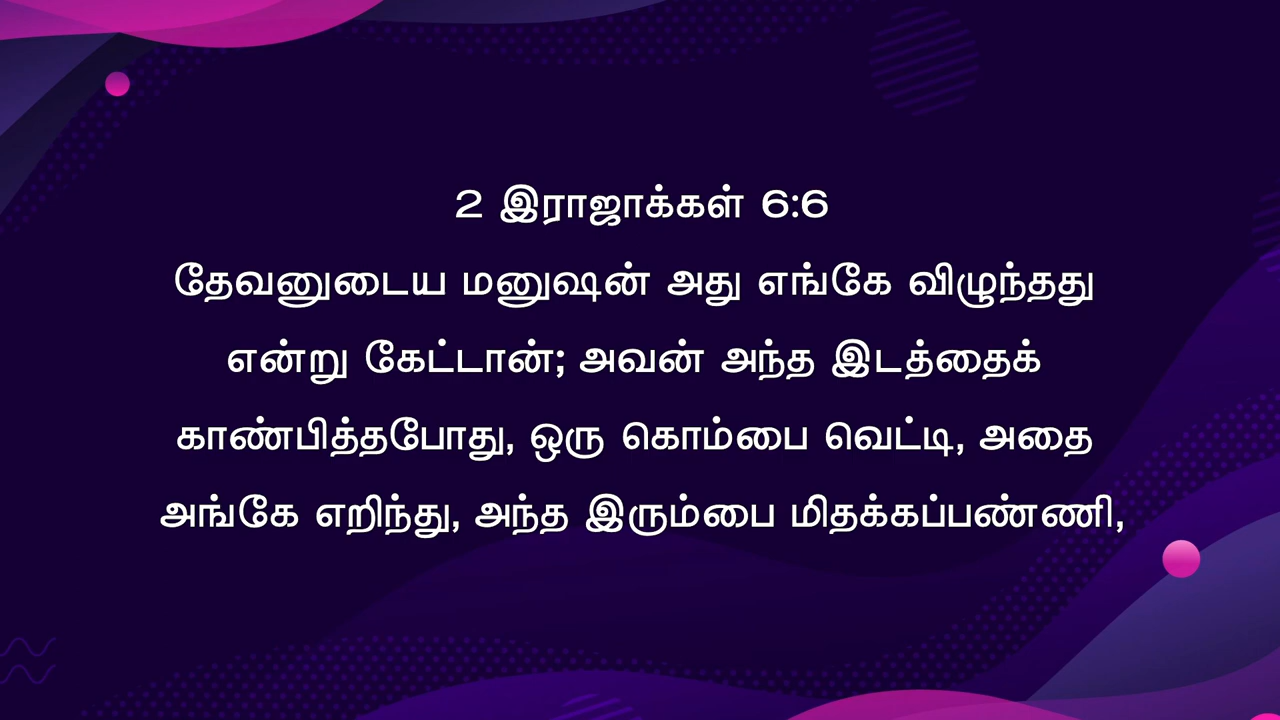 2 இராஜாக்கள் 6:6
தேவனுடைய மனுஷன் அது எங்கே விழுந்தது
என்று கேட்டான்; அவன் அந்த இடத்தைக்
காண்பித்தபோது, ஒரு கொம்பை வெட்டி, அதை
அங்கே எறிந்து, அந்த இரும்பை மிதக்கப்பண்ணி,